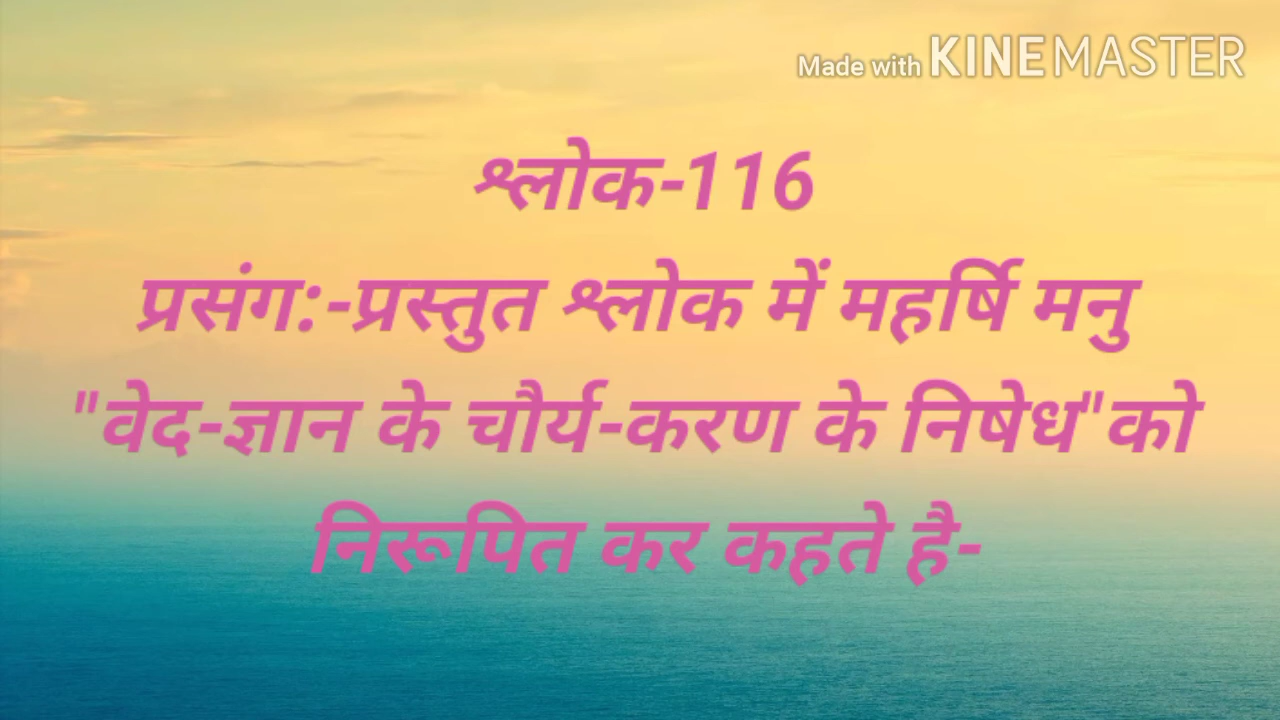 Made with KINEMASTER
श्लोक-116
प्रसंग:-प्रस्तुत श्लोक में महर्षि मनु
"वेद-ज्ञान के चौर्य-करण के निषेध"को
निरूपित कर कहते है-